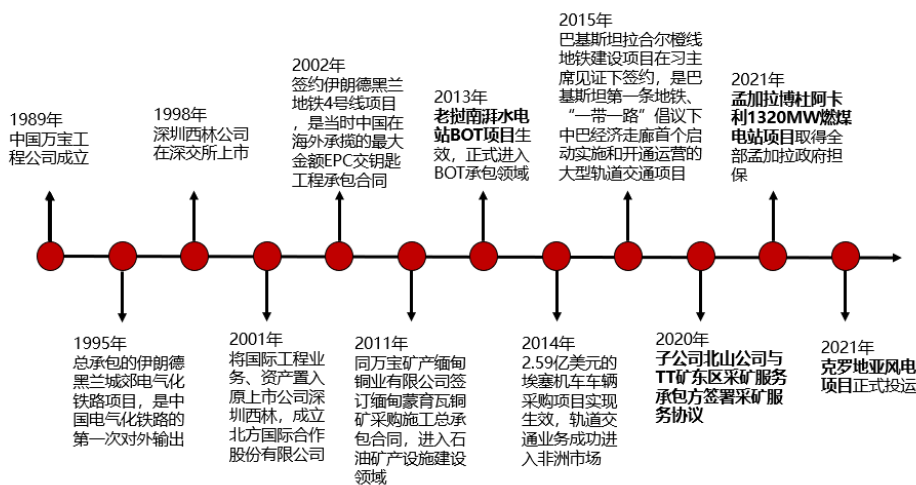 1989年
中国万宝工
程公司成立
1998年
深圳西林公司
在深交所上市
2002年
签约伊朗德黑兰
地铁4号线项目
，是当时中国在
海外承揽的最大
金额EPC交钥匙
工程承包合同
2013年
老挝南湃水电
站BOT项目生
效，正式进入
BOT承包领域
2015年
巴基斯坦拉合尔橙线
地铁建设项目在习主
席见证下签约，是巴
基斯坦第一条地铁、
“一带一路”倡议下
中巴经济走廊首个启
动实施和开通运营的
大型轨道交通项目
2021年
孟加拉博杜阿卡
利1320MW燃煤
电站项目取得全
部孟加拉政府担
保
1995年
总承包的伊朗德
黑兰城郊电气化
铁路项目，是中
国电气化铁路的
第一次对外输出
2001年
将国际工程业
务、资产置入
原上市公司深
圳西林，成立
北方国际合作
股份有限公司
2011年
同万宝矿产缅甸
铜业有限公司签
订缅甸蒙育瓦铜
矿采购施工总承
包合同，进入石
油矿产设施建设
领域
2014年
2.59亿美元的
埃塞机车车辆
采购项目实现
生效，轨道交
通业务成功进
入非洲市场
2020年
子公司北山公司与
TT矿东区采矿服务
承包方签署采矿服
务协议
2021年
克罗地亚风电
项目正式投运